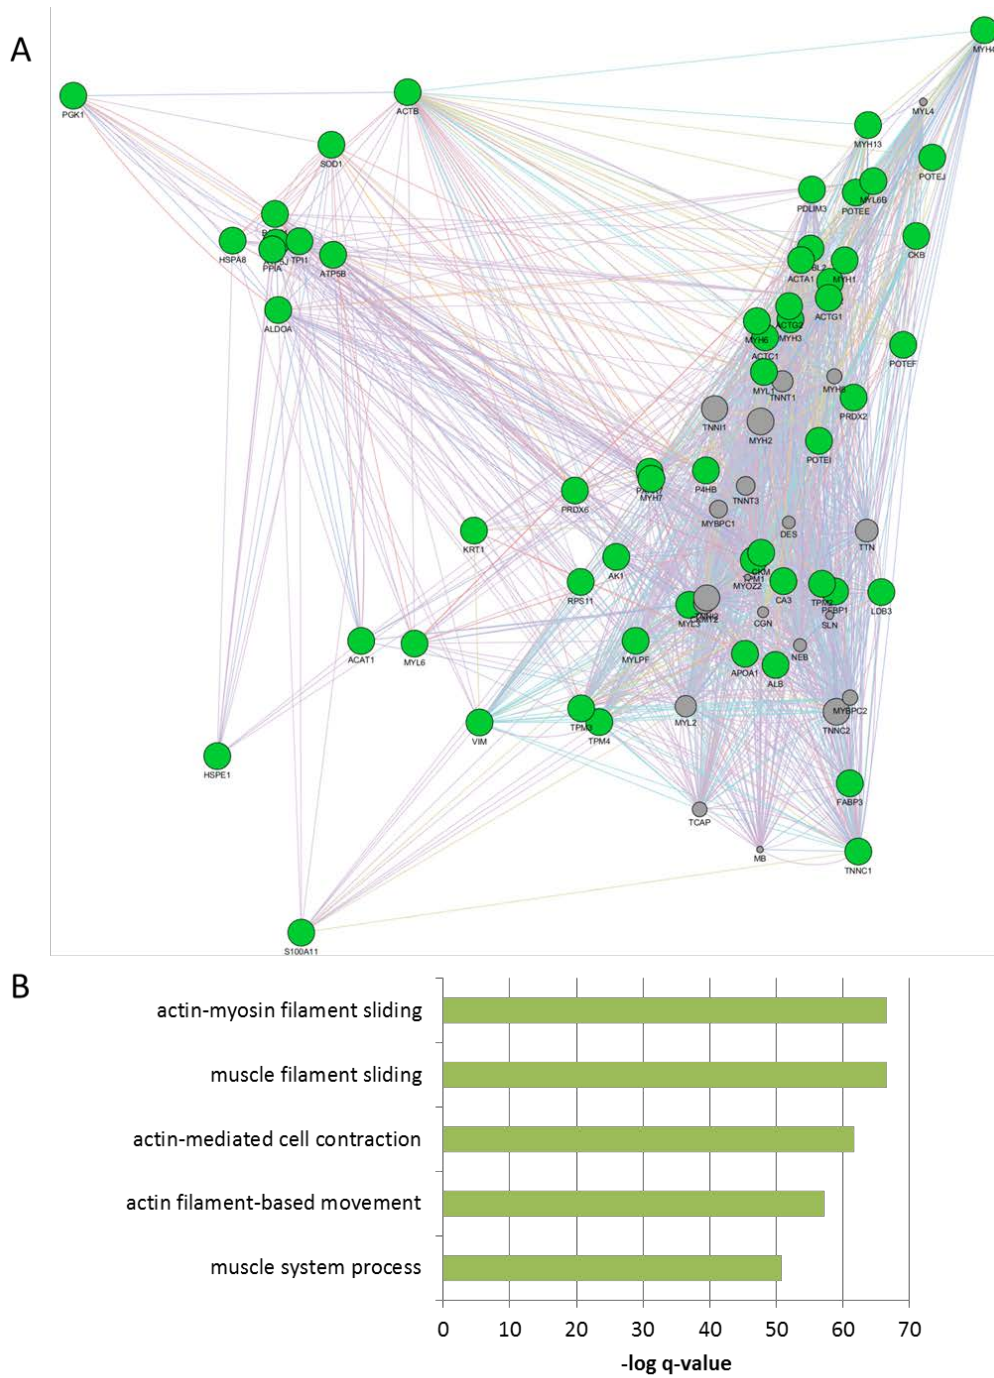 A
MYH4
PGK1
ACTB
MYL4
MYH13
SOD1
POTEJ
PDLIM3
MYL6B
POTEE
HSPA8
PPIA
TPI1
ATP5B
CKB
ACTA1
MYH1
ACTG1
ALDOA
ACTG2
MYH6
MYH3
ACTC1
POTEF
MYL1
TNNT1
PRDX2
TNNI1
MYH2
POTEI
P4HB
MYH7
TNNT3
PRDX6
MYBPC1
DES
KRT1
TTN
AK1
CKM
TPM1
MYOZ2
RPS11
CA3
TPM2
PEBP1
LDB3
MYL3
CGN
SLN
ACAT1
MYL6
MYLPF
NEB
APOA1
ALB
MYBPC2
VIM
TPM3
TPM4
MYL2
TNNC2
HSPE1
FABP3
TCAP
MB
TNNC1
S100A11
B
actin-myosin filament sliding
muscle filament sliding
actin-mediated cell contraction
actin filament-based movement
muscle system process
0 10 20 30 40 50 60 70
-log q-value